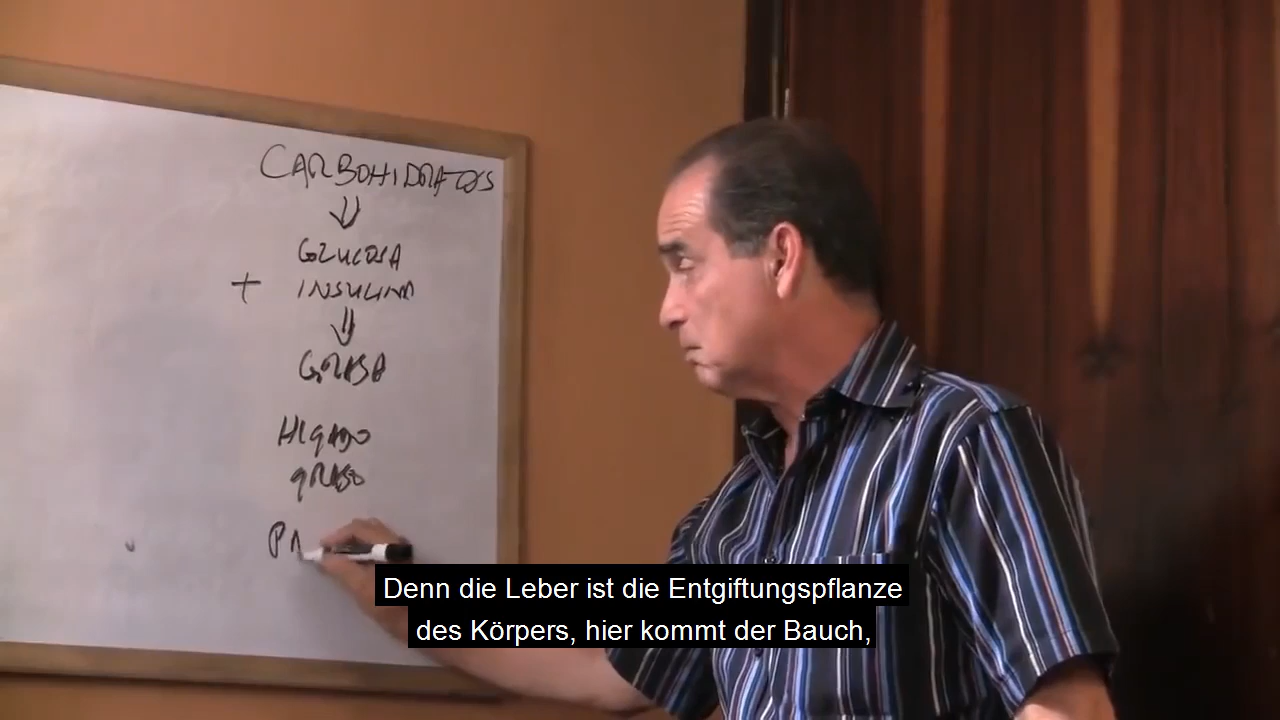 CARBOHIDRATOS
GLUCOSA
+ INSULINA
GRASA
HIGADO
GRASO
PA
Denn die Leber ist die Entgiftungspflanze
des Körpers, hier kommt der Bauch,